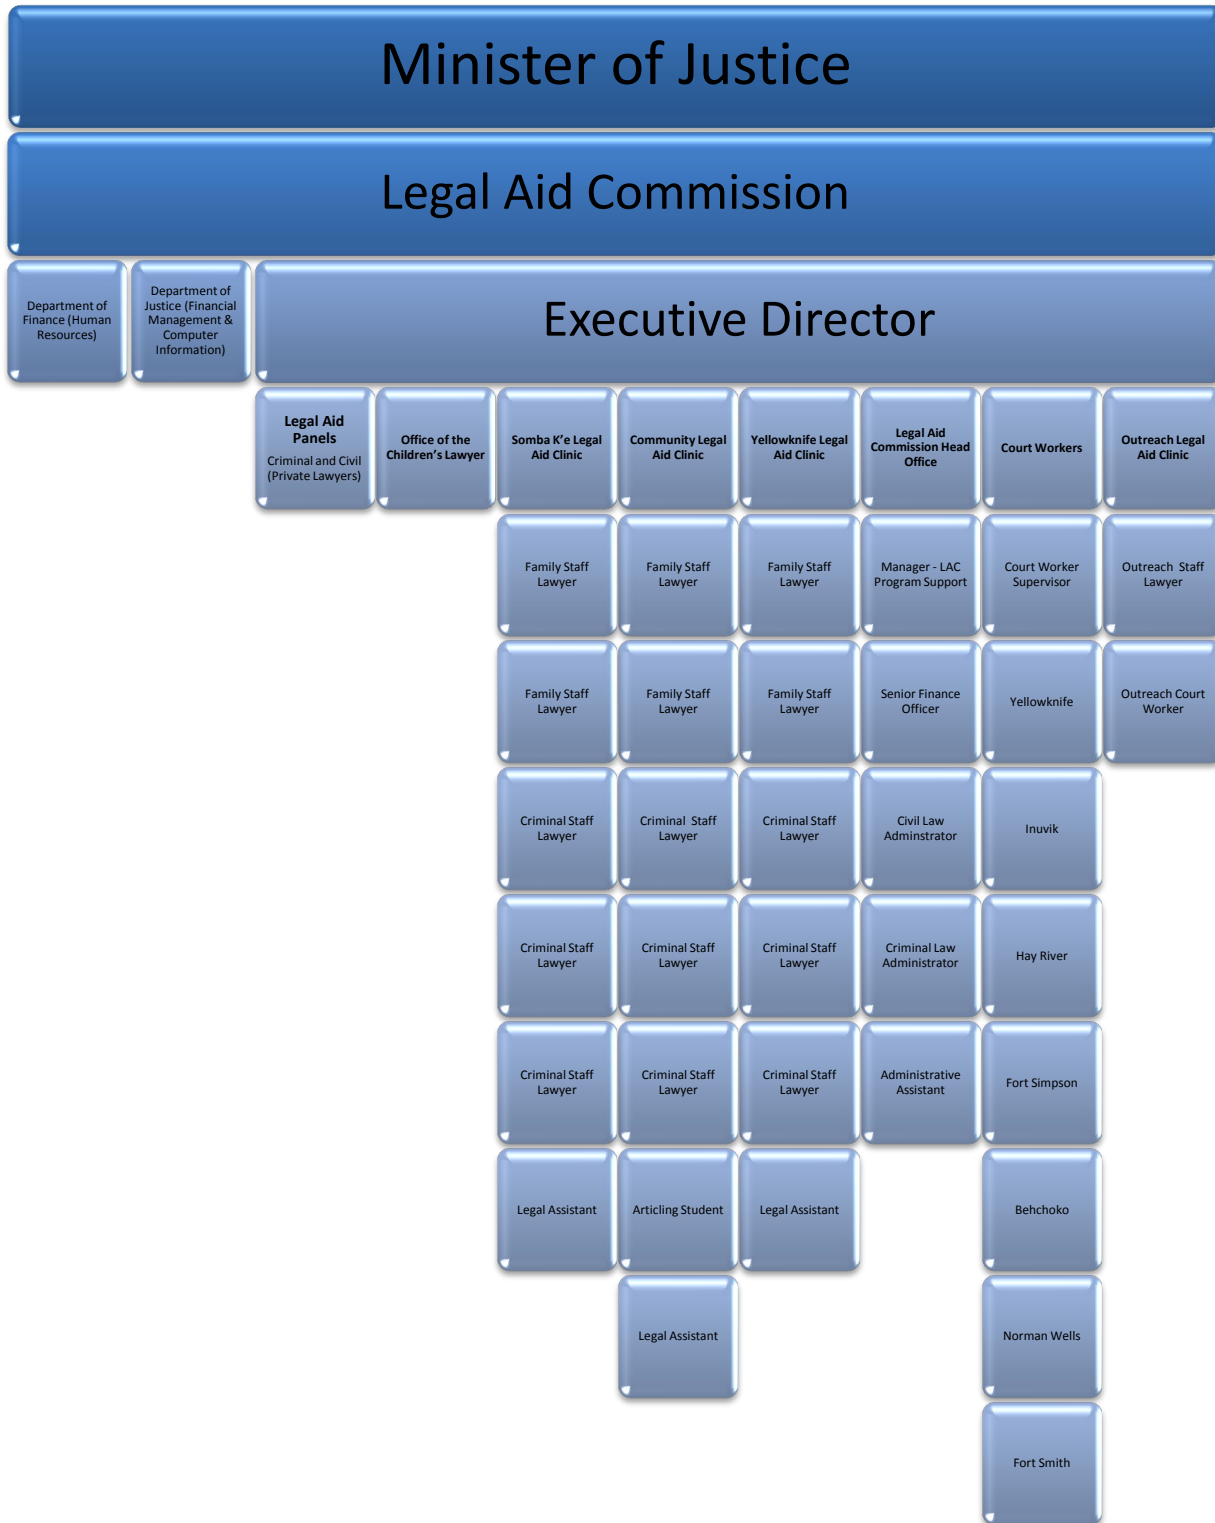 Minister of Justice
Legal Aid Commission
Department of
Finance (Human
Resources)
Department of
Justice (Financial
Management &
Computer
Information)
Executive Director
Legal Aid
Panels
Criminal and Civil
(Private Lawyers)
Office of the
Children's Lawyer
Somba K'e Legal
Aid Clinic
Community Legal
Aid Clinic
Yellowknife Legal
Aid Clinic
Legal Aid
Commission Head
Office
Court Workers
Outreach Legal
Aid Clinic
Family Staff
Lawyer
Family Staff
Lawyer
Family Staff
Lawyer
Manager - LAC
Program Support
Court Worker
Supervisor
Outreach Staff
Lawyer
Family Staff
Lawyer
Family Staff
Lawyer
Family Staff
Lawyer
Senior Finance
Officer
Yellowknife
Outreach Court
Worker
Criminal Staff
Lawyer
Criminal Staff
Lawyer
Criminal Staff
Lawyer
Civil Law
Adminstrator
Inuvik
Criminal Staff
Lawyer
Criminal Staff
Lawyer
Criminal Staff
Lawyer
Criminal Law
Administrator
Hay River
Criminal Staff
Lawyer
Criminal Staff
Lawyer
Criminal Staff
Lawyer
Administrative
Assistant
Fort Simpson
Legal Assistant
Articling Student
Legal Assistant
Behchoko
Legal Assistant
Norman Wells
Fort Smith